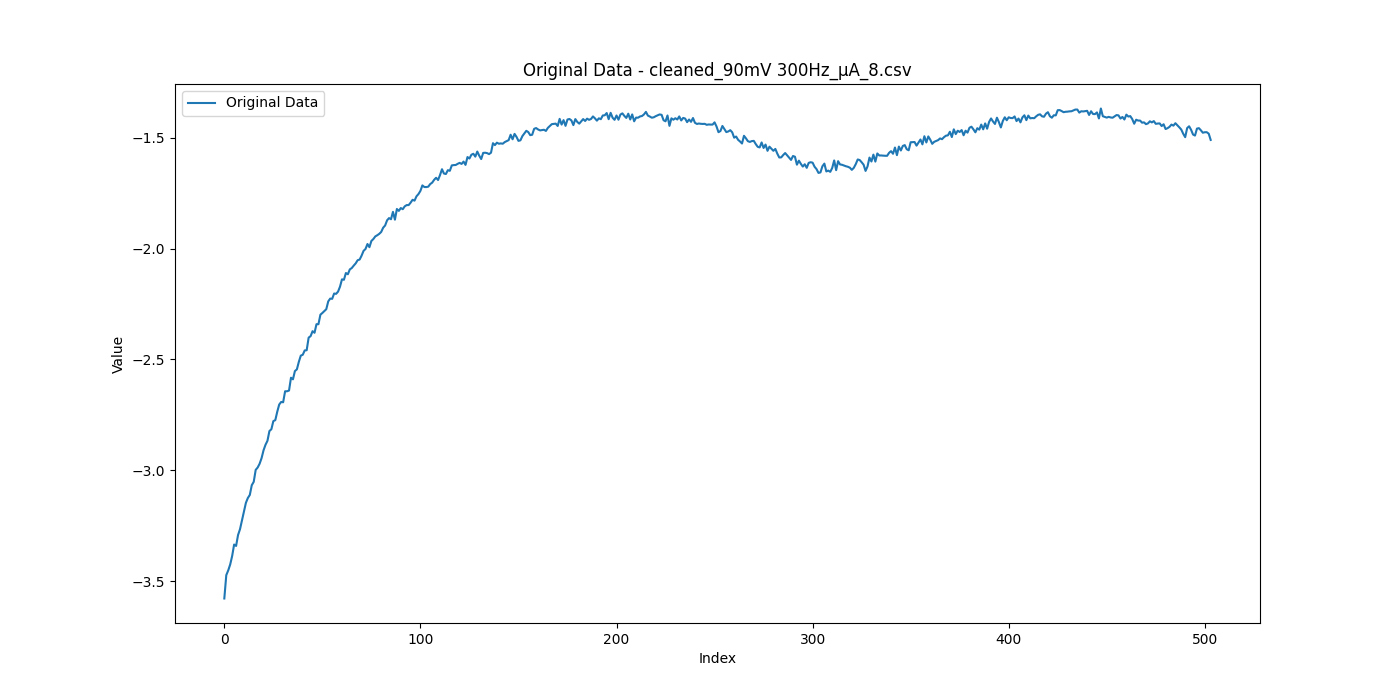 Original Data - cleaned_90mV 300Hz_μA_8.csv
Original Data
−1.5
−2.0
−2.5
−3.0
−3.5
Value
0 100 200 300 400 500
Index